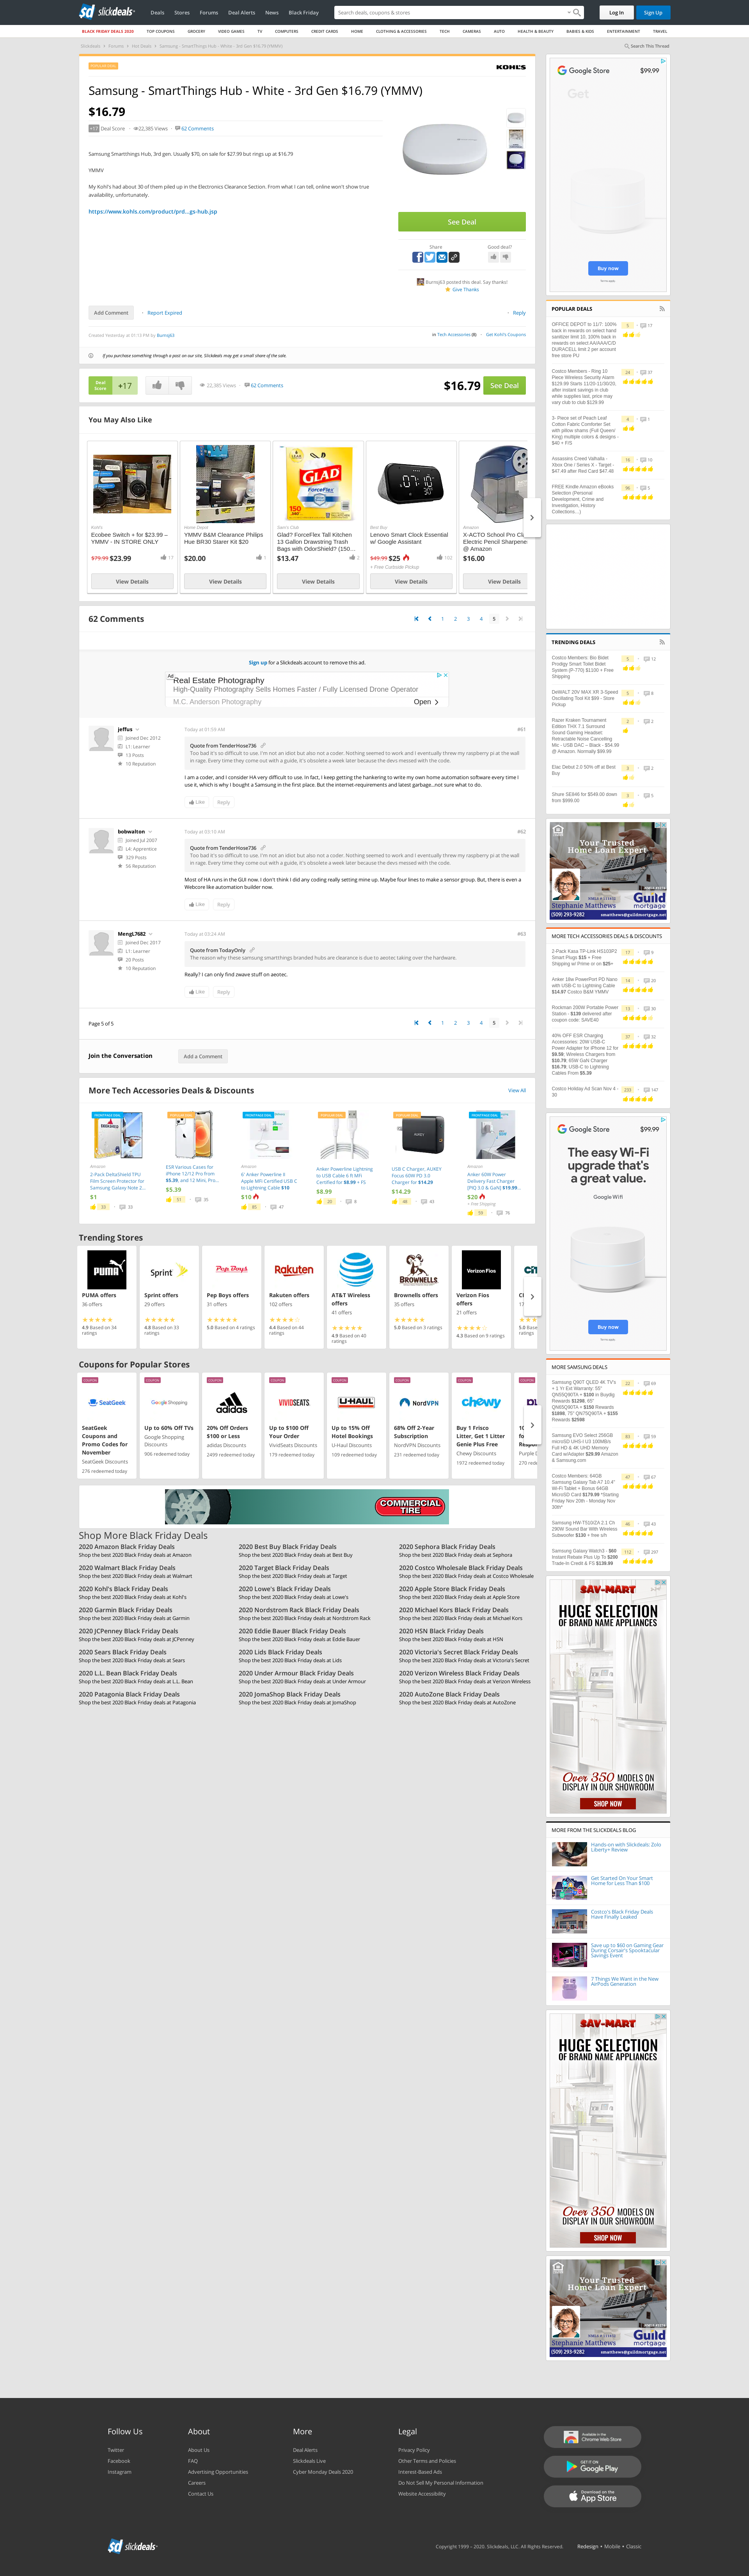 slickdeals
Deals Stores Forums Deal Alerts News Black Friday
Search deals, coupons & stores
Log In Sign Up
BLACK FRIDAY DEALS 2020 TOP COUPONS GROCERY VIDEO GAMES TV COMPUTERS CREDIT CARDS HOME CLOTHING & ACCESSORIES TECH CAMERAS AUTO HEALTH & BEAUTY BABIES & KIDS ENTERTAINMENT TRAVEL
Slickdeals Forums Hot Deals Samsung - SmartThings Hub - White - 3rd Gen $16.79 (YMMV)
Search This Thread
KOHL'S
Samsung - SmartThings Hub - White - 3rd Gen $16.79 (YMMV)
$16.79
+17 Deal Score 22,385 Views 62 Comments
Samsung Smartthings Hub, 3rd gen. Usually $70, on sale for $27.99 but rings up at $16.79
YMMV
My Kohl's had about 30 of them piled up in the Electronics Clearance Section. From what I can tell, online won't show true
availability, unfortunately.
https://www.kohls.com/product/prd...gs-hub.jsp
See Deal
Share Good deal?
BurnsJ63 posted this deal. Say thanks!
Give Thanks
Add Comment Report Expired Reply
Created Yesterday at 01:13 PM by BurnsJ63
in Tech Accessories (8) Get Kohl's Coupons
If you purchase something through a post on our site, Slickdeals may get a small share of the sale.
Deal Score +17 22,385 Views 62 Comments $16.79 See Deal
You May Also Like
Kohl's
Ecobee Switch + for $23.99 –
YMMV - IN STORE ONLY
$79.99 $23.99 17
View Details
Home Depot
YMMV B&M Clearance Philips
Hue BR30 Starter Kit $20
$20.00
View Details
Sam's Club
Glad? ForceFlex Tall Kitchen
13 Gallon Drawstring Trash
Bags with OdorShield? (150...
$13.47 2
View Details
Best Buy
Lenovo Smart Clock Essential
w/ Google Assistant
$49.99 $25 102
+ Free Curbside Pickup
View Details
Amazon
X-ACTO School Pro Cla
Electric Pencil Sharpener
@ Amazon
$16.00
View Details
62 Comments
1 2 3 4 5
Sign up for a Slickdeals account to remove this ad.
Ad
Real Estate Photography
High-Quality Photography Sells Homes Faster / Fully Licensed Drone Operator
M.C. Anderson Photography Open
jeffus
Joined Dec 2012
L1: Learner
13 Posts
10 Reputation
Today at 01:59 AM #61
Quote from TenderHose736
Too bad it's so difficult to use. I'm not an idiot but also not a coder. Nothing seemed to work and I eventually threw my raspberry pi at the wall
in rage. Every time they come out with a guide, it's obsolete a week later because the devs messed with the code.
I am a coder, and I consider HA very difficult to use. In fact, I keep getting the hankering to write my own home automation software every time I
use it, which is why I bought a Samsung in the first place. But the internet-requirements and latest garbage...not sure what to do.
Like Reply
bobwalton
Joined Jul 2007
L4: Apprentice
329 Posts
56 Reputation
Today at 03:10 AM #62
Quote from TenderHose736
Too bad it's so difficult to use. I'm not an idiot but also not a coder. Nothing seemed to work and I eventually threw my raspberry pi at the wall
in rage. Every time they come out with a guide, it's obsolete a week later because the devs messed with the code.
Most of HA runs in the GUI now. I don't think I did any coding really setting mine up. Maybe four lines to make a sensor group. But, there is even a
Webcore like automation builder now.
Like Reply
MengL7682
Joined Dec 2017
L1: Learner
20 Posts
10 Reputation
Today at 03:24 AM #63
Quote from TodayOnly
The reason why these samsung smartthings branded hubs are clearance is due to aeotec taking over the hardware.
Really? I can only find zwave stuff on aeotec.
Like Reply
Page 5 of 5
1 2 3 4 5
Join the Conversation Add a Comment
More Tech Accessories Deals & Discounts View All
Amazon
2-Pack DeltaShield TPU
Film Screen Protector for
Samsung Galaxy Note 2...
$1
33 33
ESR Various Cases for
iPhone 12/12 Pro from
$5.39, and 12 Mini, Pro...
$5.39
51 35
Amazon
6' Anker Powerline II
Apple MFI Certified USB C
to Lightning Cable $10
$10
85 47
Anker Powerline Lightning
to USB Cable 6-ft MFI
Certified for $8.99 + FS
$8.99
26 8
USB C Charger, AUKEY
Focus 60W PD 3.0
Charger for $14.29
$14.29
48 43
Amazon
Anker 60W Power
Delivery Fast Charger
[PIQ 3.0 & GaN] $19.99...
$20
+ Free Shipping
59 76
Trending Stores
PUMA offers
36 offers
4.9 Based on 34 ratings
Sprint offers
29 offers
4.8 Based on 33 ratings
Pep Boys offers
31 offers
5.0 Based on 4 ratings
Rakuten offers
102 offers
4.4 Based on 44 ratings
AT&T Wireless offers
41 offers
4.9 Based on 40 ratings
Brownells offers
35 offers
5.0 Based on 3 ratings
Verizon Fios offers
21 offers
4.3 Based on 9 ratings
Coupons for Popular Stores
SeatGeek Coupons and Promo Codes for November
SeatGeek Discounts
276 redeemed today
Up to 60% Off TVs
Google Shopping Discounts
906 redeemed today
20% Off Orders $100 or Less
adidas Discounts
2499 redeemed today
Up to $100 Off Your Order
VividSeats Discounts
179 redeemed today
Up to 15% Off Hotel Bookings
U-Haul Discounts
109 redeemed today
68% Off 2-Year Subscription
NordVPN Discounts
231 redeemed today
Buy 1 Frisco Litter, Get 1 Litter Genie Plus Free
Chewy Discounts
1972 redeemed today
COMMERCIAL TIRE
Shop More Black Friday Deals
2020 Amazon Black Friday Deals
Shop the best 2020 Black Friday deals at Amazon
2020 Best Buy Black Friday Deals
Shop the best 2020 Black Friday deals at Best Buy
2020 Sephora Black Friday Deals
Shop the best 2020 Black Friday deals at Sephora
2020 Walmart Black Friday Deals
Shop the best 2020 Black Friday deals at Walmart
2020 Target Black Friday Deals
Shop the best 2020 Black Friday deals at Target
2020 Costco Wholesale Black Friday Deals
Shop the best 2020 Black Friday deals at Costco Wholesale
2020 Kohl's Black Friday Deals
Shop the best 2020 Black Friday deals at Kohl's
2020 Lowe's Black Friday Deals
Shop the best 2020 Black Friday deals at Lowe's
2020 Apple Store Black Friday Deals
Shop the best 2020 Black Friday deals at Apple Store
2020 Garmin Black Friday Deals
Shop the best 2020 Black Friday deals at Garmin
2020 Nordstrom Rack Black Friday Deals
Shop the best 2020 Black Friday deals at Nordstrom Rack
2020 Michael Kors Black Friday Deals
Shop the best 2020 Black Friday deals at Michael Kors
2020 JCPenney Black Friday Deals
Shop the best 2020 Black Friday deals at JCPenney
2020 Eddie Bauer Black Friday Deals
Shop the best 2020 Black Friday deals at Eddie Bauer
2020 HSN Black Friday Deals
Shop the best 2020 Black Friday deals at HSN
2020 Sears Black Friday Deals
Shop the best 2020 Black Friday deals at Sears
2020 Lids Black Friday Deals
Shop the best 2020 Black Friday deals at Lids
2020 Victoria's Secret Black Friday Deals
Shop the best 2020 Black Friday deals at Victoria's Secret
2020 L.L. Bean Black Friday Deals
Shop the best 2020 Black Friday deals at L.L. Bean
2020 Under Armour Black Friday Deals
Shop the best 2020 Black Friday deals at Under Armour
2020 Verizon Wireless Black Friday Deals
Shop the best 2020 Black Friday deals at Verizon Wireless
2020 Patagonia Black Friday Deals
Shop the best 2020 Black Friday deals at Patagonia
2020 JomaShop Black Friday Deals
Shop the best 2020 Black Friday deals at JomaShop
2020 AutoZone Black Friday Deals
Shop the best 2020 Black Friday deals at AutoZone
Google Store $99.99
Get
Buy now
POPULAR DEALS
OFFICE DEPOT to 11/7: 100%
back in rewards on select hand
sanitizer limit 10, 100% back in
rewards on select AA/AAA/C/D
DURACELL limit 2 per account
free store PU
Costco Members - Ring 10
Piece Wireless Security Alarm
$129.99 Starts 11/20-11/30/20,
after instant savings in club
while supplies last, price may
vary club to club $129.99
3- Piece set of Peach Leaf
Cotton Fabric Comforter Set
with pillow shams (Full Queen/
King) multiple colors & designs -
$40 + F/S
Assassins Creed Valhalla -
Xbox One / Series X - Target -
$47.49 after Red Card $47.48
FREE Kindle Amazon eBooks
Selection (Personal
Development, Crime and
Investigation, History
Collections...)
TRENDING DEALS
Costco Members: Bio Bidet
Prodigy Smart Toilet Bidet
System (P-770) $1100 + Free
Shipping
DeWALT 20V MAX XR 3-Speed
Oscillating Tool Kit $99 - Store
Pickup
Razer Kraken Tournament
Edition THX 7.1 Surround
Sound Gaming Headset:
Retractable Noise Cancelling
Mic - USB DAC – Black - $54.99
@ Amazon. Normally $99.99
Elac Debut 2.0 50% off at Best
Buy
Shure SE846 for $549.00 down
from $999.00
Your Trusted
Home Loan Expert
Stephanie Matthews
(509) 293-9282
Guild mortgage
smatthews@guildmortgage.net
MORE TECH ACCESSORIES DEALS & DISCOUNTS
2-Pack Kasa TP-Link HS103P2
Smart Plugs $15 + Free
Shipping w/ Prime or on $25+
Anker 18w PowerPort PD Nano
with USB-C to Lightning Cable
$14.97 Costco B&M YMMV
Rockman 200W Portable Power
Station - $139 delivered after
coupon code: SAVE40
40% OFF ESR Charging
Accessories: 20W USB-C
Power Adapter for iPhone 12 for
$9.59; Wireless Chargers from
$10.79; 65W GaN Charger
$16.79; USB-C to Lightning
Cables From $5.39
Costco Holiday Ad Scan Nov 4 -
30
Google Store $99.99
The easy Wi-Fi
upgrade that's
a great value.
Google Wifi
Buy now
MORE SAMSUNG DEALS
Samsung Q90T QLED 4K TV's
+ 1 Yr Ext Warranty: 55"
QN55Q90TA + $100 in Buydig
Rewards $1298, 65"
QN65Q90TA + $150 Rewards
$1698, 75" QN75Q90TA + $155
Rewards $2598
Samsung EVO Select 256GB
microSD UHS-I U3 100MB/s
Full HD & 4K UHD Memory
Card w/Adapter $29.99 Amazon
& Samsung.com
Costco Members: 64GB
Samsung Galaxy Tab A7 10.4"
Wi-Fi Tablet + Bonus 64GB
MicroSD Card $179.99 *Starting
Friday Nov 20th - Monday Nov
30th*
Samsung HW-T510/ZA 2.1 Ch
290W Sound Bar With Wireless
Subwoofer $130 + free s/h
Samsung Galaxy Watch3 - $60
Instant Rebate Plus Up To $200
Trade-In Credit & FS $139.99
SAV-MART
HUGE SELECTION
OF BRAND NAME APPLIANCES
Over 350 MODELS ON
DISPLAY IN OUR SHOWROOM
SHOP NOW
MORE FROM THE SLICKDEALS BLOG
Hands-on with Slickdeals: Zolo
Liberty+ Review
Get Started On Your Smart
Home for Less Than $100
Costco's Black Friday Deals
Have Finally Leaked
Save up to $60 on Gaming Gear
During Corsair's Spooktacular
Savings Event
7 Things We Want in the New
AirPods Generation
SAV-MART
HUGE SELECTION
OF BRAND NAME APPLIANCES
Over 350 MODELS ON
DISPLAY IN OUR SHOWROOM
SHOP NOW
Your Trusted
Home Loan Expert
Stephanie Matthews
(509) 293-9282
Guild mortgage
smatthews@guildmortgage.net
Follow Us
Twitter
Facebook
Instagram
About
About Us
FAQ
Advertising Opportunities
Careers
Contact Us
More
Deal Alerts
Slickdeals Live
Cyber Monday Deals 2020
Legal
Privacy Policy
Other Terms and Policies
Interest-Based Ads
Do Not Sell My Personal Information
Website Accessibility
Available in the
Chrome Web Store
GET IT ON
Google Play
Download on the
App Store
slickdeals
Copyright 1999 - 2020. Slickdeals, LLC. All Rights Reserved. Redesign • Mobile • Classic